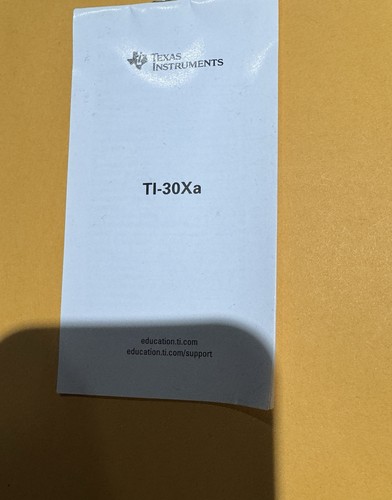 TEXAS
INSTRUMENTS
TI-30Xa
education.ti.com
education.ti.com/support